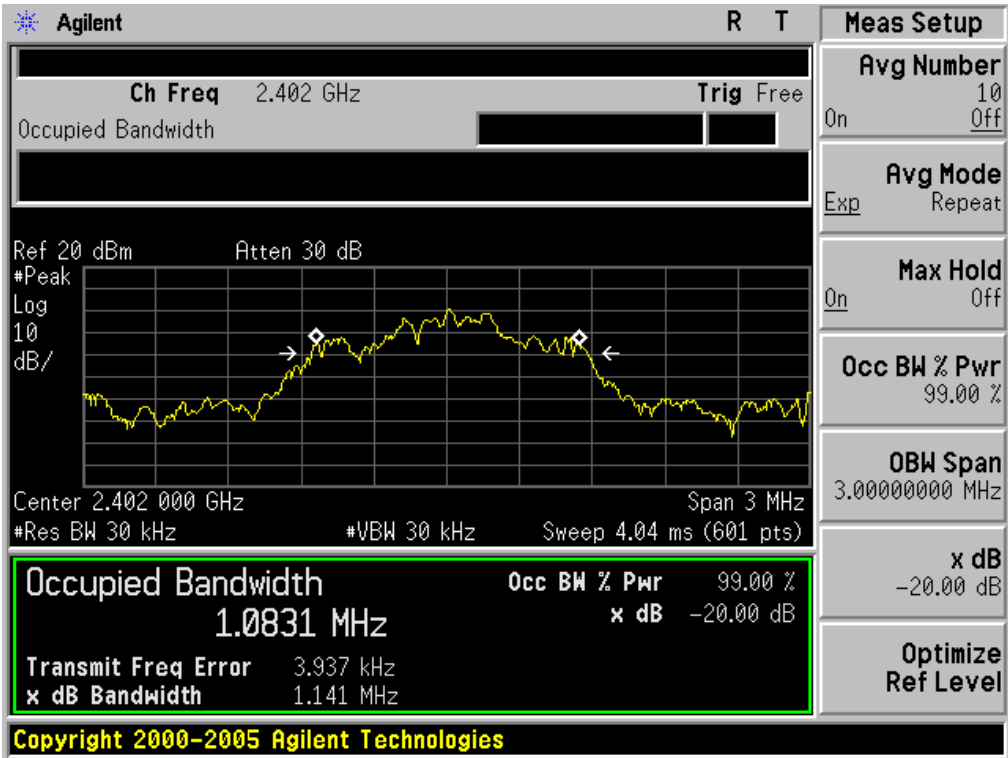 Agilent R T
Ch Freq 2.402 GHz Trig Free
Occupied Bandwidth
Ref 20 dBm Atten 30 dB
#Peak
Log
10
dB/
Center 2.402 000 GHz Span 3 MHz
#Res BW 30 kHz #VBW 30 kHz Sweep 4.04 ms (601 pts)
Occupied Bandwidth Occ BW % Pwr 99.00 %
1.0831 MHz x dB -20.00 dB
Transmit Freq Error 3.937 kHz
x dB Bandwidth 1.141 MHz
Copyright 2000-2005 Agilent Technologies
Meas Setup
Avg Number
10
On Off
Avg Mode
Exp Repeat
Max Hold
On Off
Occ BW % Pwr
99.00 %
OBW Span
3.00000000 MHz
x dB
-20.00 dB
Optimize
Ref Level